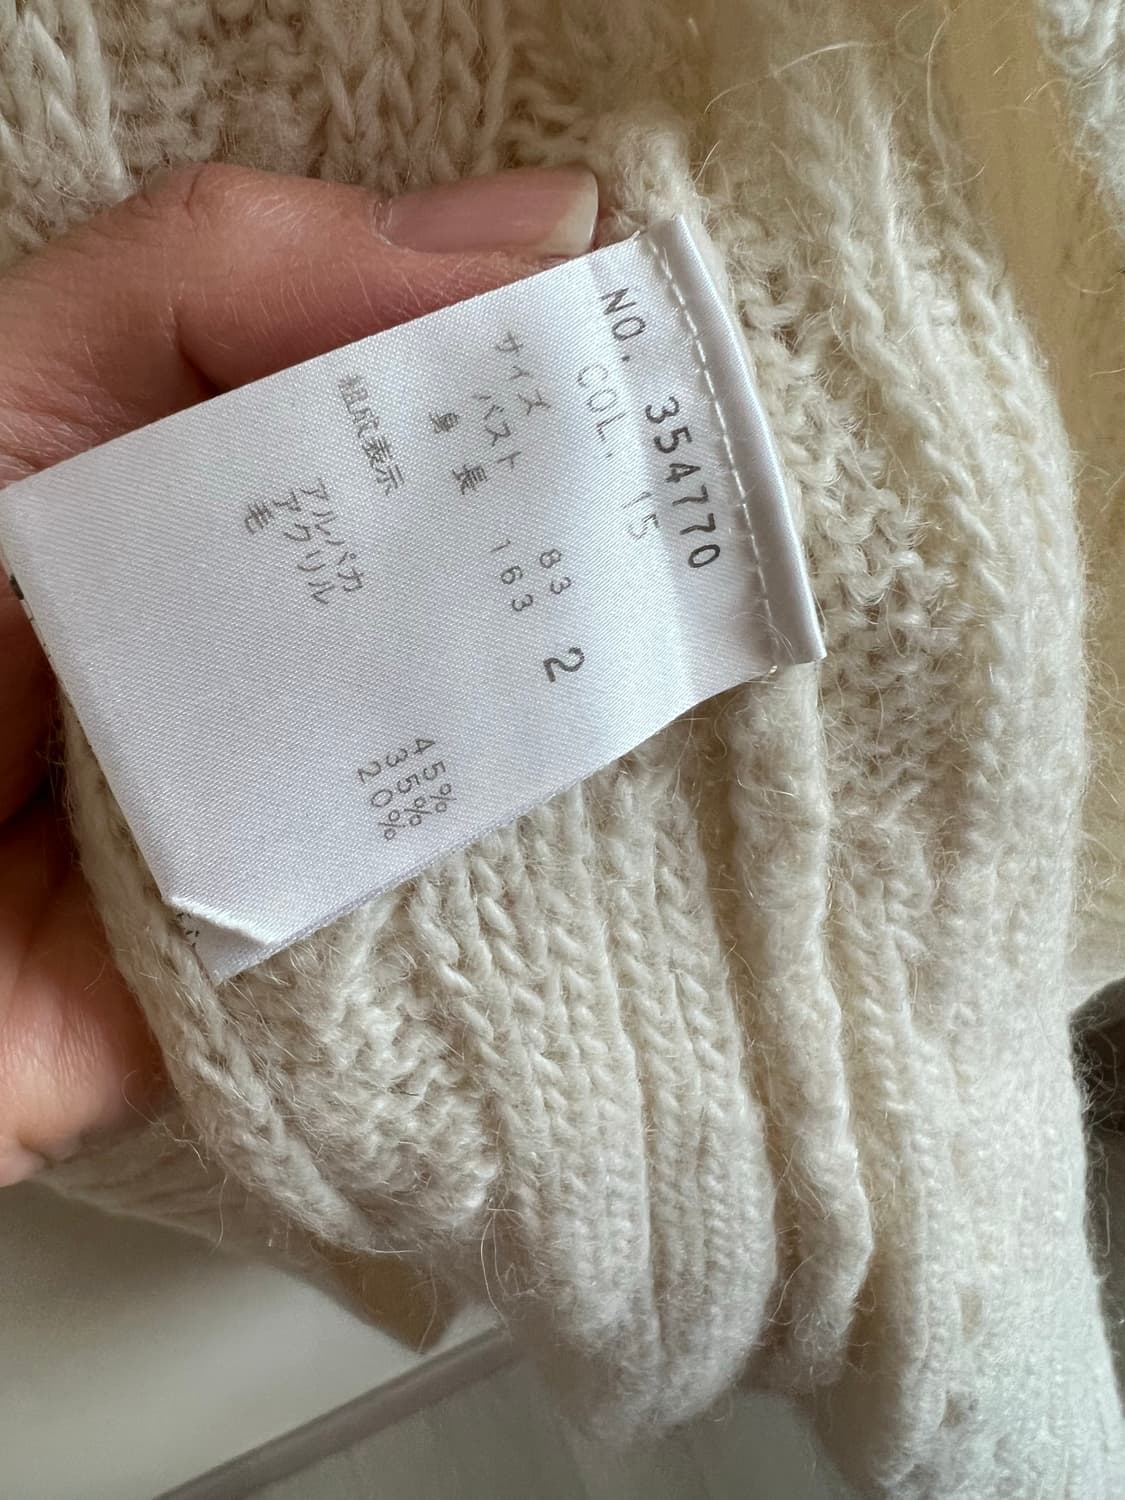 NO. 354770
COL. 15
サイズ 2
バスト 83
身長 163
組成表示
アルパカ 45%
アクリル 35%
毛 20%